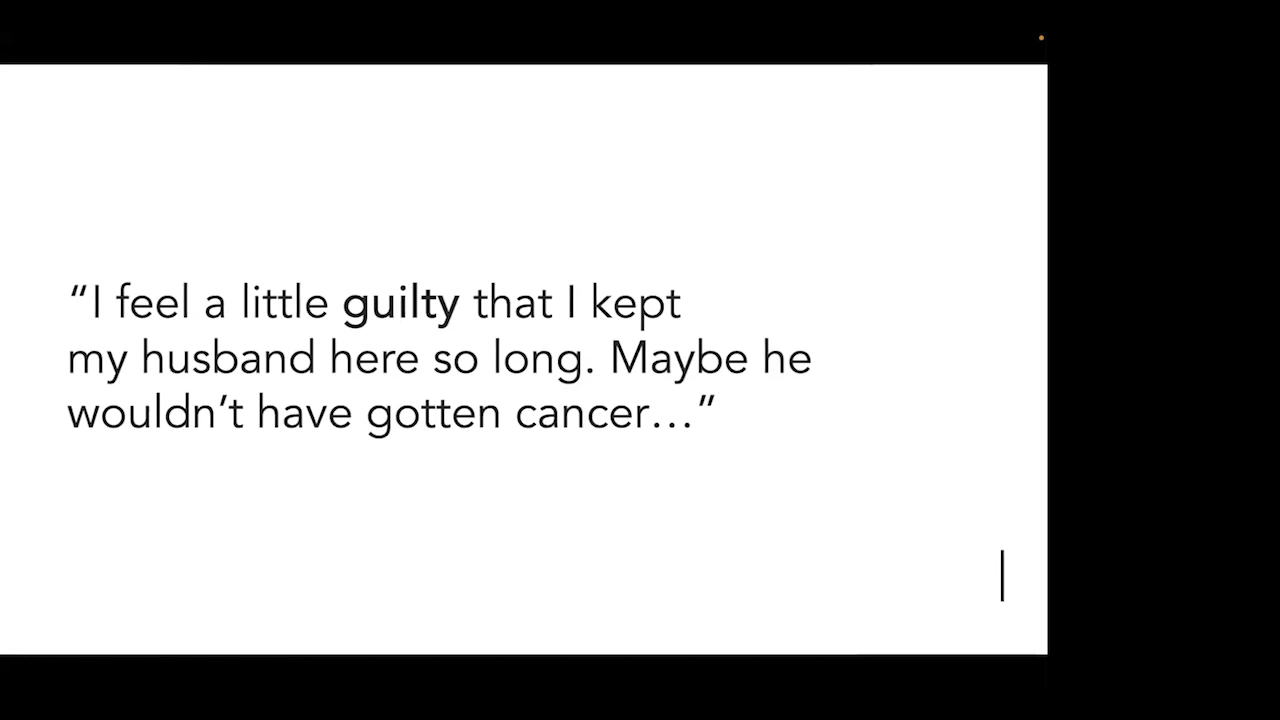 “I feel a little guilty that I kept
my husband here so long. Maybe he
wouldn’t have gotten cancer…”